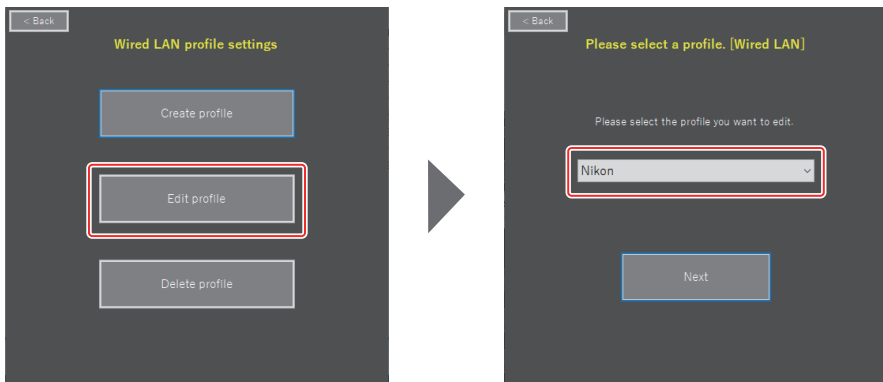 < Back
Wired LAN profile settings
Create profile
Edit profile
Delete profile
< Back
Please select a profile. [Wired LAN]
Please select the profile you want to edit.
Nikon
Next